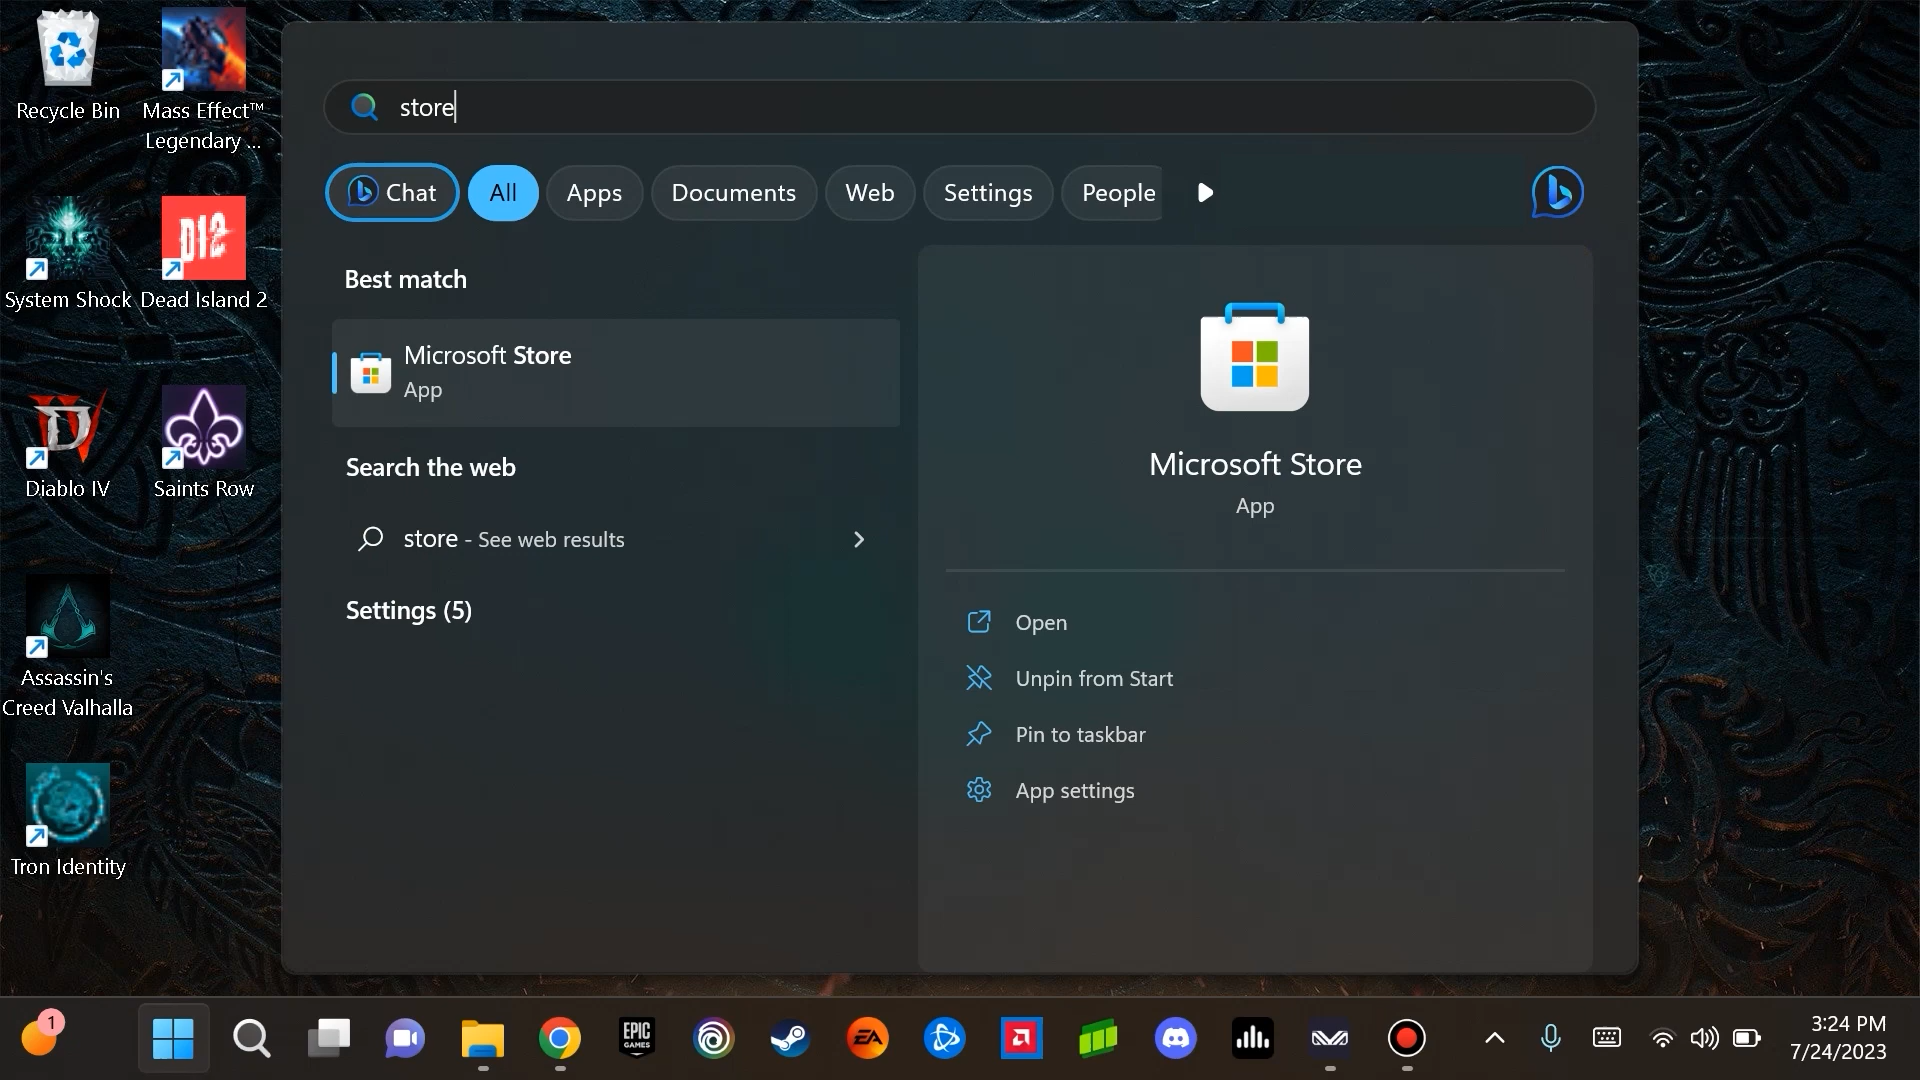 Recycle Bin
Mass Effect™
Legendary ...
System Shock
D12
Dead Island 2
Diablo IV
Saints Row
Assassin's
Creed Valhalla
Tron Identity
store
Chat
All
Apps
Documents
Web
Settings
People
Best match
Microsoft Store
App
Search the web
store - See web results
Settings (5)
Microsoft Store
App
Open
Unpin from Start
Pin to taskbar
App settings
1
EPIC
GAMES
EA
3:24 PM
7/24/2023